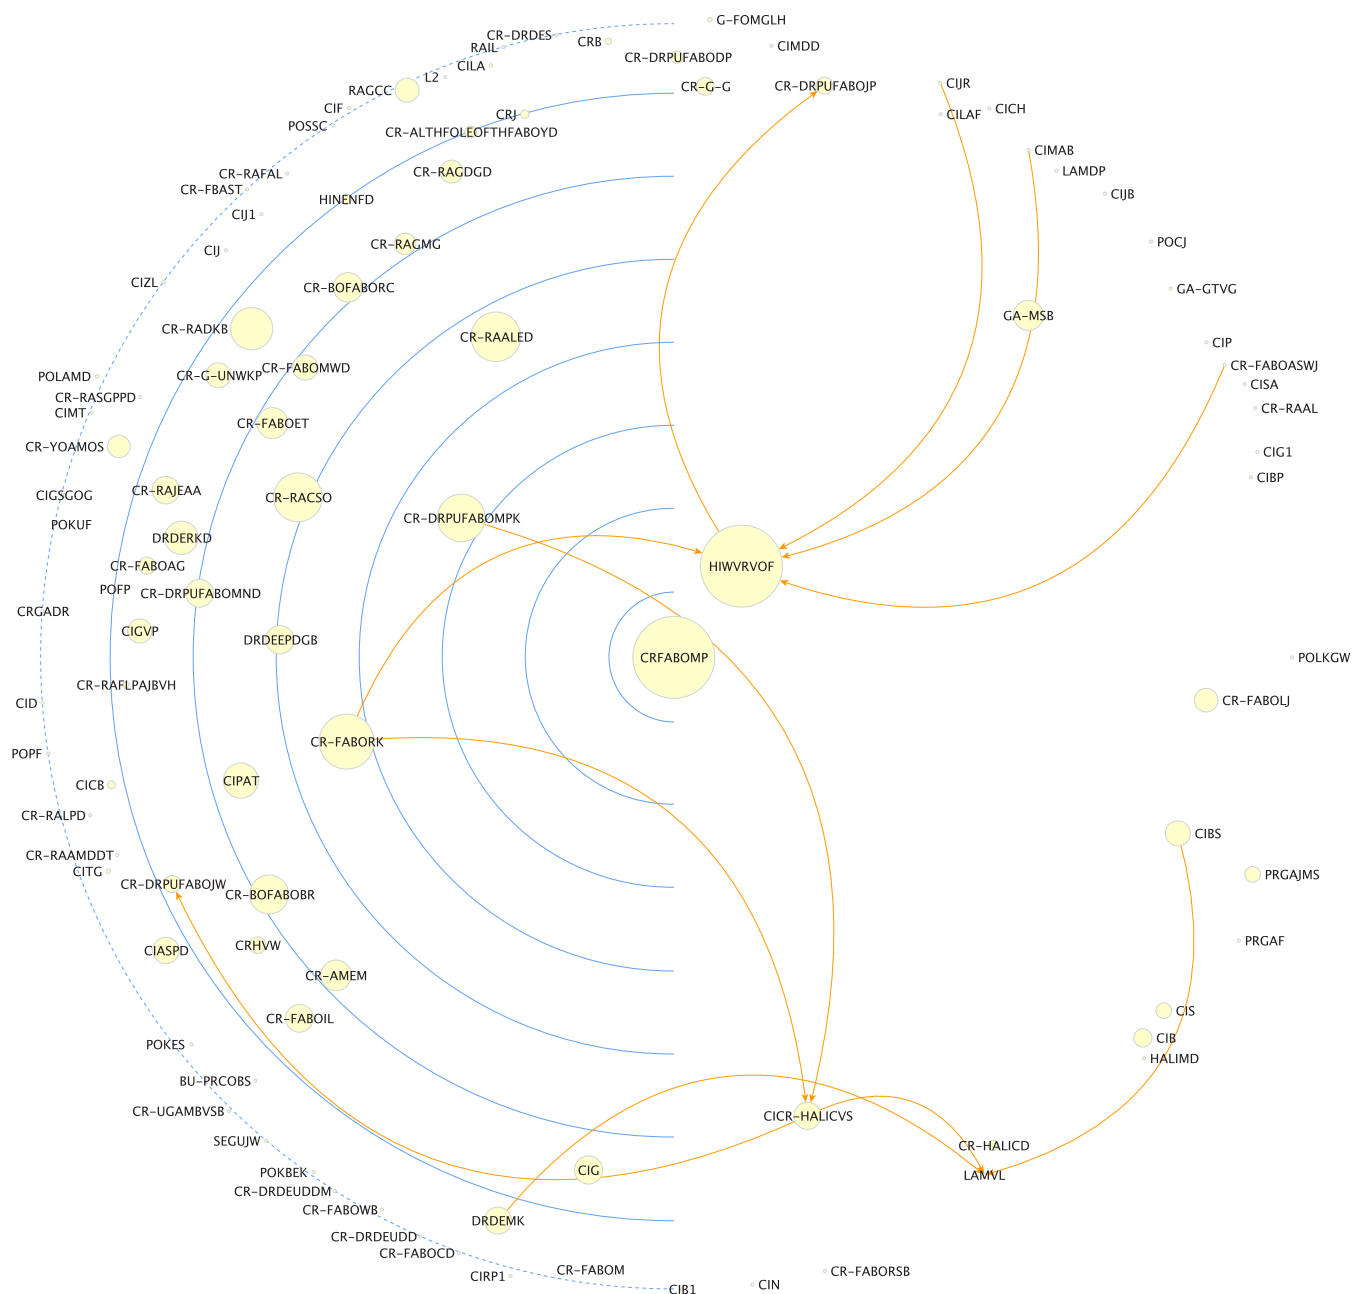 G-FOMGLH
CR-DRDES
CRB
RAIL
CIMDD
CR-DRPUFABODP
CILA
L2
RAGCC
CR-G-G
CR-DRPUFABOJP
CIJR
CIF
CRJ
CILAF
CICH
POSSC
CR-ALTHFOLEOFTHFABOYD
CIMAB
CR-RAFAL
CR-RAGDGD
LAMDP
CR-FBAST
HINENFD
CIJB
CIJ1
CIJ
CR-RAGMG
POCJ
CIZL
CR-BOFABORC
GA-GTVG
CR-RADKB
CR-RAALED
GA-MSB
CIP
POLAMD
CR-G-UNWKP
CR-FABOMWD
CR-FABOASWJ
CISA
CR-RASGPPD
CIMT
CR-RAAL
CR-YOAMOS
CR-FABOET
CIG1
CIBP
CR-RAJEAA
CIGSGOG
CR-RACSO
CR-DRPUFABOMPK
POKUF
DRDERKD
CR-FABOAG
HIWVRVOF
POFP
CR-DRPUFABOMND
CRGADR
CIGVP
DRDEEPDGB
CRFABOMP
POLKGW
CR-RAFLPAJBVH
CID
CR-FABOLJ
CR-FABORK
POPF
CICB
CIPAT
CR-RALPD
CIBS
CR-RAAMDDT
CITG
PRGAJMS
CR-DRPUFABOJW
CR-BOFABOBR
CIASPD
CRHVW
PRGAF
CR-AMEM
CIS
CR-FABOIL
CIB
POKES
HALIMD
BU-PRCOBS
CR-UGAMBVSB
CICR-HALICVS
SEGUJW
CR-HALICD
POKBEK
CIG
LAMVL
CR-DRDEUDDM
CR-FABOWB
DRDEMK
CR-DRDEUDD
CR-FABOCD
CIRP1
CR-FABOM
CR-FABORSB
CIN
CIB1